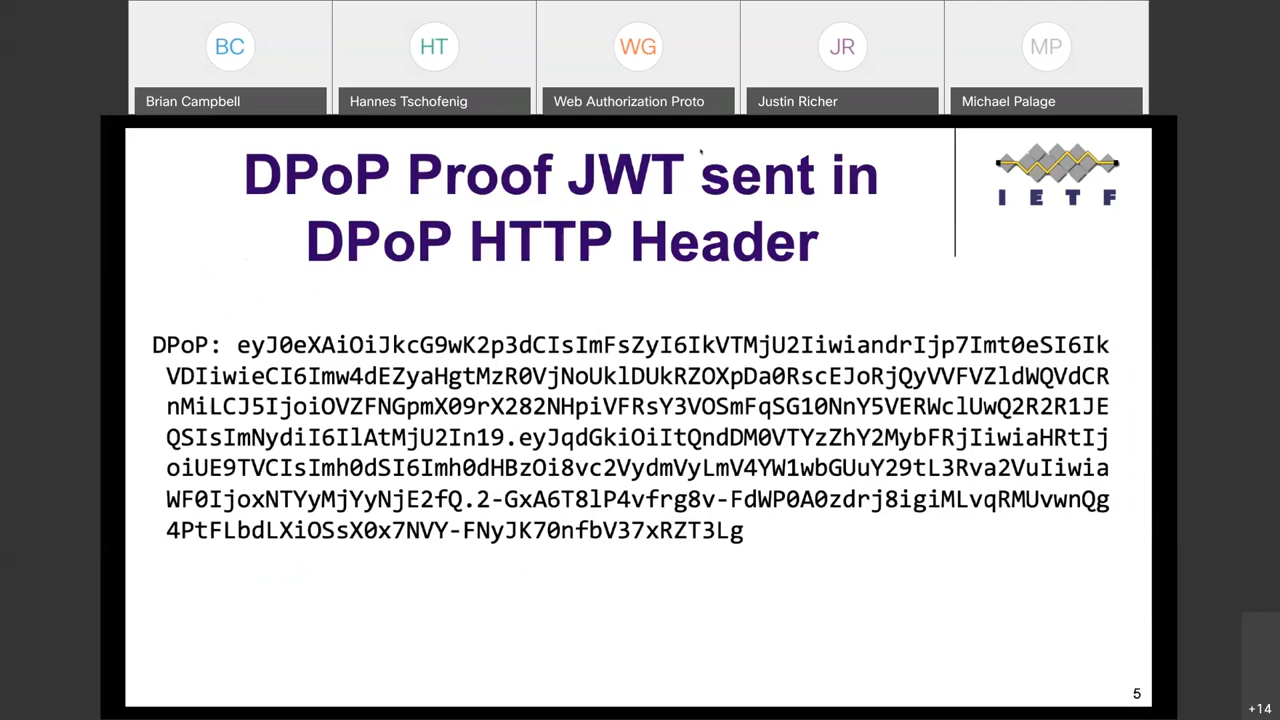 BC
HT
WG
JR
MP
Brian Campbell
Hannes Tschofenig
Web Authorization Proto
Justin Richer
Michael Palage
DPoP Proof JWT sent in
DPoP HTTP Header
IETF
DPoP: eyJ0eXAiOiJkcG9wK2p3dCIsImFsZyI6IkVTMjU2IiwiandrIjp7Imt0eSI6Ik
VDIiwieCI6Imw4dEZyaHgtMzR0VjNoUklDUkRZOXpDa0RscEJoRjQyVVFVZldWQVdCR
nMiLCJ5IjoiOVZFNGpmX09rX282NHpiVFRsY3VOSmFqSG10NnY5VERWclUwQ2R2R1JE
QSIsImNydiI6IlAtMjU2In19.eyJqdGkiOiItQndDM0VTYzZhY2MybFRjIiwiaHRtIj
oiUE9TVCIsImh0dSI6Imh0dHBzOi8vc2VydmVyLmV4YW1wbGUuY29tL3Rva2VuIiwia
WF0IjoxNTYyMjYyNjE2fQ.2-GxA6T8lP4vfrg8v-FdWP0A0zdrj8igiMLvqRMUvwnQg
4PtFLbdLXiOSsX0x7NVY-FNyJK70nfbV37xRZT3Lg
5
+14